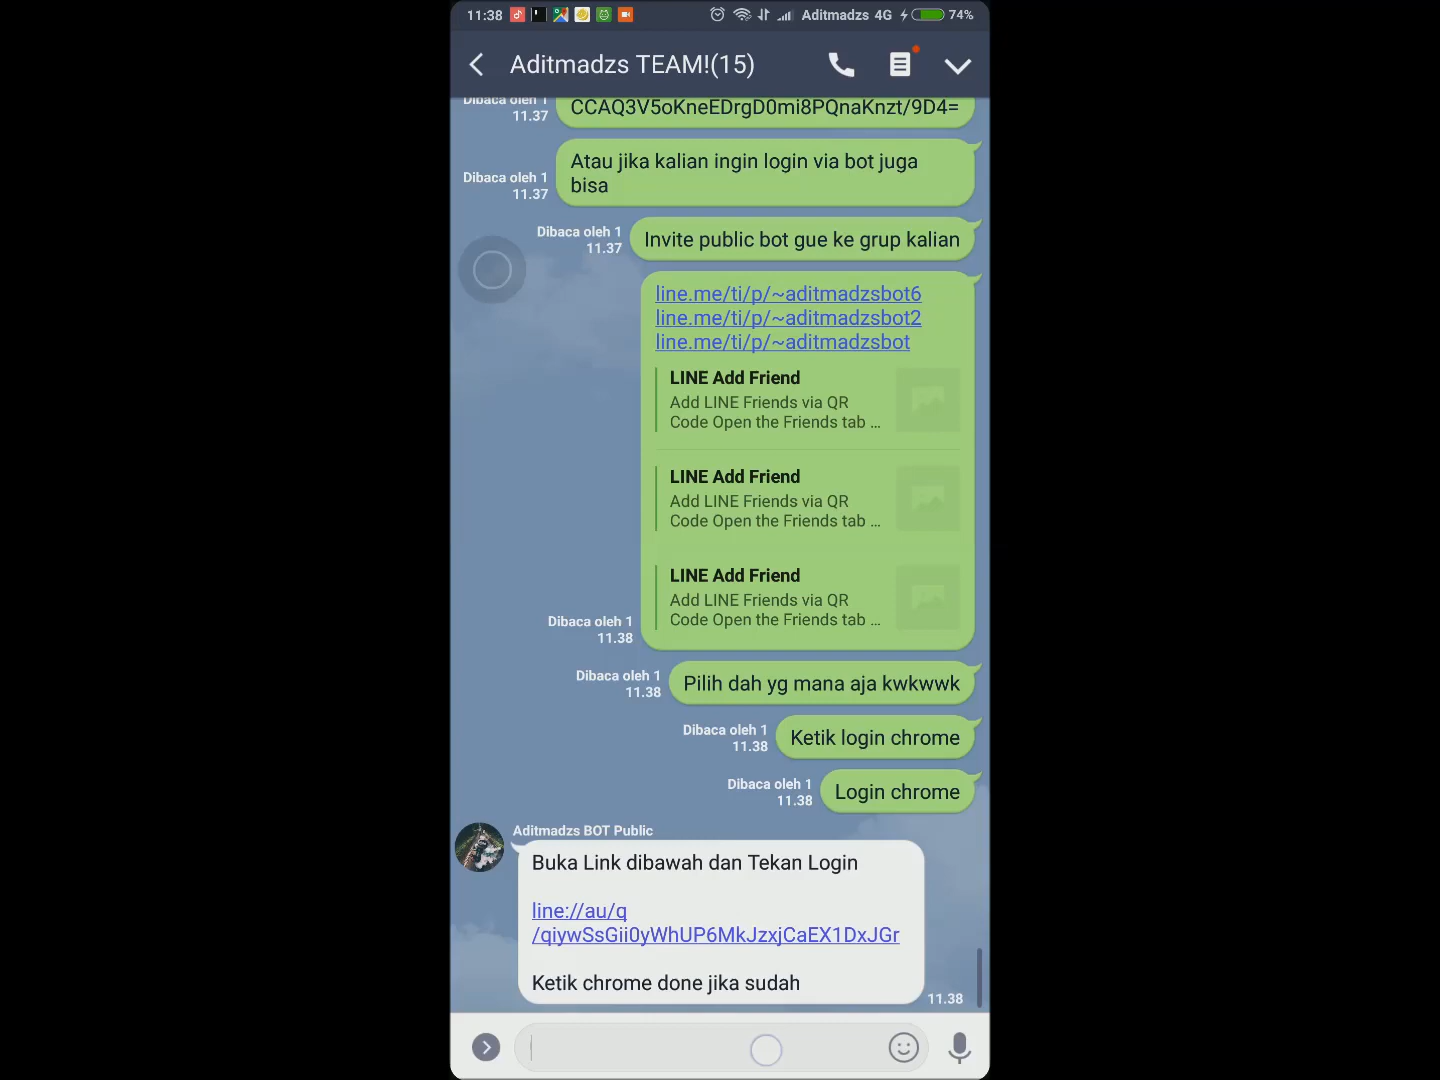 11:38
Aditmadzs 4G
74%
Aditmadzs TEAM!(15)
Dibaca oleh 1
11.37
CCAQ3V5oKneEDrgD0mi8PQnaKnzt/9D4=
Atau jika kalian ingin login via bot juga
bisa
Dibaca oleh 1
11.37
Dibaca oleh 1
11.37
Invite public bot gue ke grup kalian
line.me/ti/p/~aditmadzsbot6
line.me/ti/p/~aditmadzsbot2
line.me/ti/p/~aditmadzsbot
LINE Add Friend
Add LINE Friends via QR
Code Open the Friends tab ...
LINE Add Friend
Add LINE Friends via QR
Code Open the Friends tab ...
LINE Add Friend
Add LINE Friends via QR
Code Open the Friends tab ...
Dibaca oleh 1
11.38
Dibaca oleh 1
11.38
Pilih dah yg mana aja kwkwwk
Dibaca oleh 1
11.38
Ketik login chrome
Dibaca oleh 1
11.38
Login chrome
Aditmadzs BOT Public
Buka Link dibawah dan Tekan Login
line://au/q
/qiywSsGii0yWhUP6MkJzxjCaEX1DxJGr
Ketik chrome done jika sudah
11.38